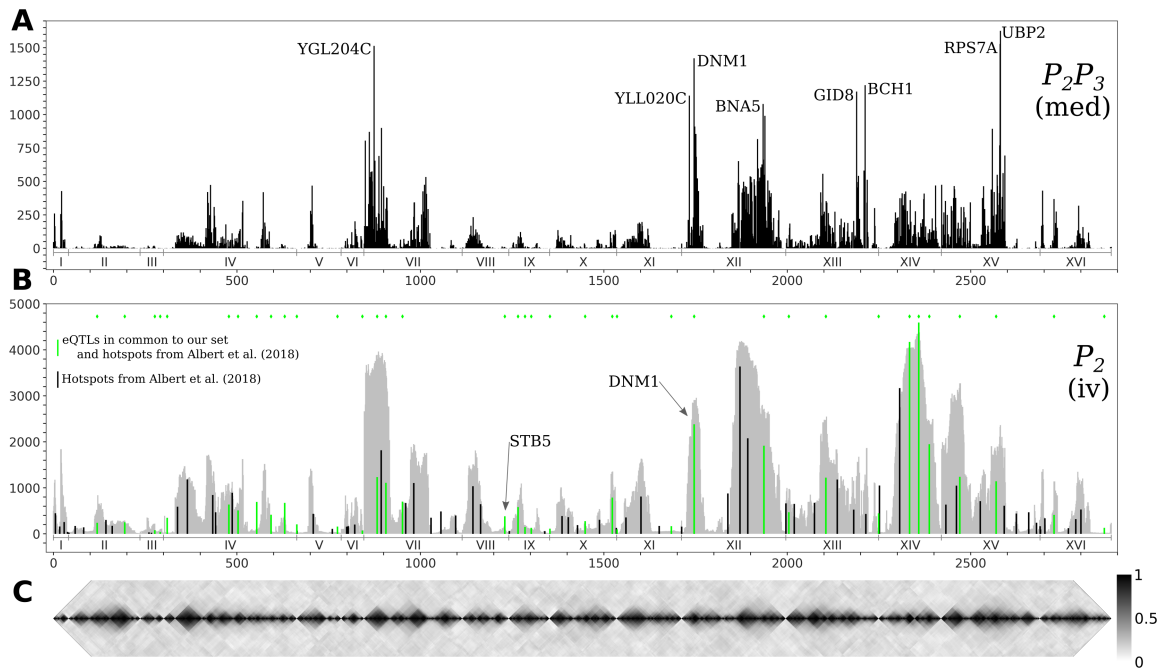 A
1500
1250
1000
750
500
250
0
YGL204C
YLL020C
DNM1
BNA5
GID8
BCH1
RPS7A
UBP2
P2P3
(med)
I II III IV V VI VII VIII IX X XI XII XIII XIV XV XVI
0 500 1000 1500 2000 2500
B
5000
4000
3000
2000
1000
0
eQTLs in common to our set
and hotspots from Albert et al. (2018)
Hotspots from Albert et al. (2018)
STB5
DNM1
P2
(iv)
I II III IV V VI VII VIII IX X XI XII XIII XIV XV XVI
0 500 1000 1500 2000 2500
C
1
0.5
0